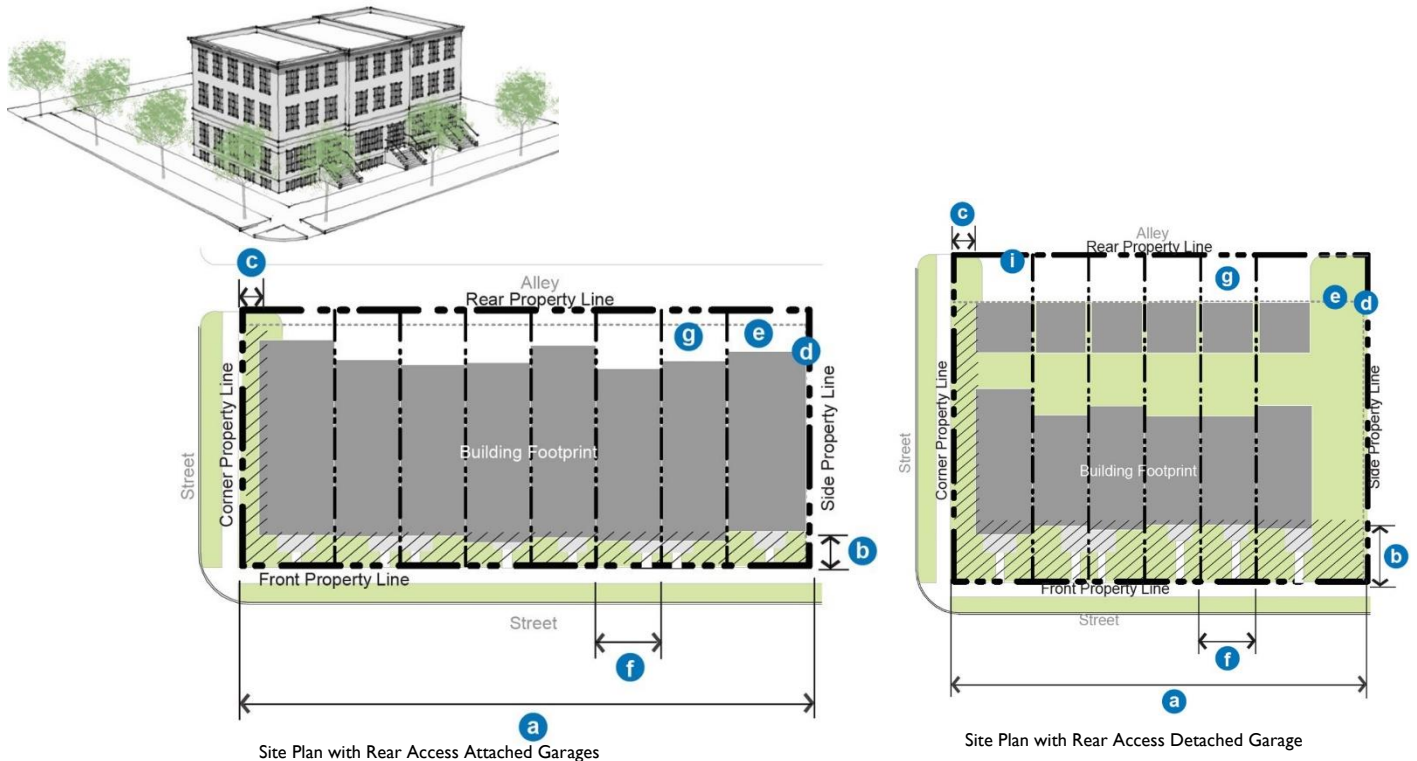 c
Alley
Rear Property Line
g
e
d
Corner Property Line
Side Property Line
Street
Building Footprint
b
Front Property Line
Street
f
a
Site Plan with Rear Access Attached Garages
c
Alley
Rear Property Line
i
g
e
d
Street
Corner Property Line
Side Property Line
Building Footprint
b
Front Property Line
Street
f
a
Site Plan with Rear Access Detached Garage